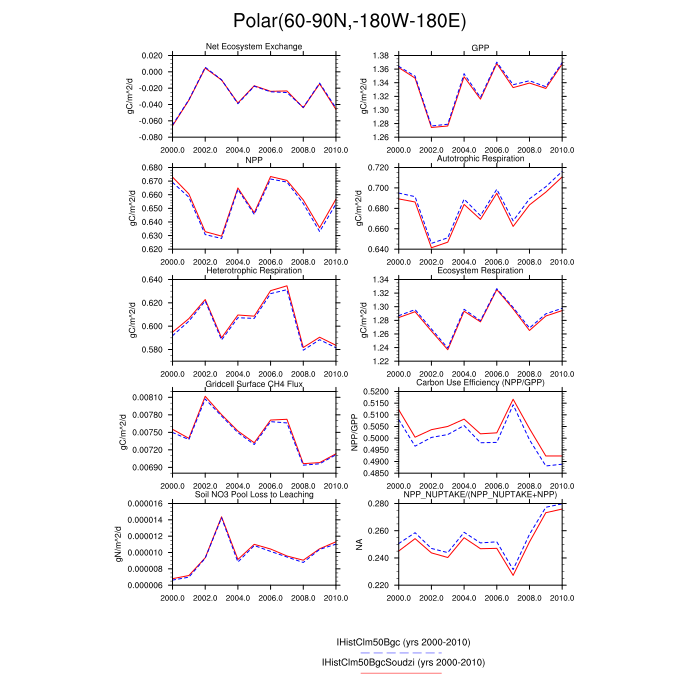 Polar(60-90N,-180W-180E)
Net Ecosystem Exchange
GPP
gC/m^2/d
0.020
0.000
-0.020
-0.040
-0.060
-0.080
2000.0 2002.0 2004.0 2006.0 2008.0 2010.0
gC/m^2/d
1.38
1.36
1.34
1.32
1.30
1.28
1.26
2000.0 2002.0 2004.0 2006.0 2008.0 2010.0
NPP
Autotrophic Respiration
gC/m^2/d
0.680
0.670
0.660
0.650
0.640
0.630
0.620
2000.0 2002.0 2004.0 2006.0 2008.0 2010.0
gC/m^2/d
0.720
0.700
0.680
0.660
0.640
2000.0 2002.0 2004.0 2006.0 2008.0 2010.0
Heterotrophic Respiration
Ecosystem Respiration
gC/m^2/d
0.640
0.620
0.600
0.580
2000.0 2002.0 2004.0 2006.0 2008.0 2010.0
gC/m^2/d
1.34
1.32
1.30
1.28
1.26
1.24
1.22
2000.0 2002.0 2004.0 2006.0 2008.0 2010.0
Gridcell Surface CH4 Flux
Carbon Use Efficiency (NPP/GPP)
gC/m^2/d
0.00810
0.00780
0.00750
0.00720
0.00690
2000.0 2002.0 2004.0 2006.0 2008.0 2010.0
NPP/GPP
0.5200
0.5150
0.5100
0.5050
0.5000
0.4950
0.4900
0.4850
2000.0 2002.0 2004.0 2006.0 2008.0 2010.0
Soil NO3 Pool Loss to Leaching
NPP_NUPTAKE/(NPP_NUPTAKE+NPP)
gN/m^2/d
0.000016
0.000014
0.000012
0.000010
0.000008
0.000006
2000.0 2002.0 2004.0 2006.0 2008.0 2010.0
NA
0.280
0.260
0.240
0.220
2000.0 2002.0 2004.0 2006.0 2008.0 2010.0
IHistClm50Bgc (yrs 2000-2010)
IHistClm50BgcSoudzi (yrs 2000-2010)